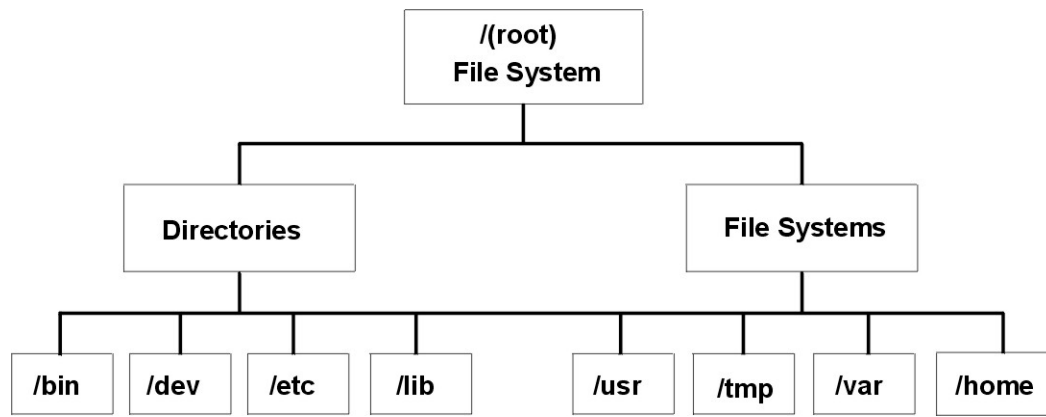 /(root)
File System
Directories
File Systems
/bin
/dev
/etc
/lib
/usr
/tmp
/var
/home